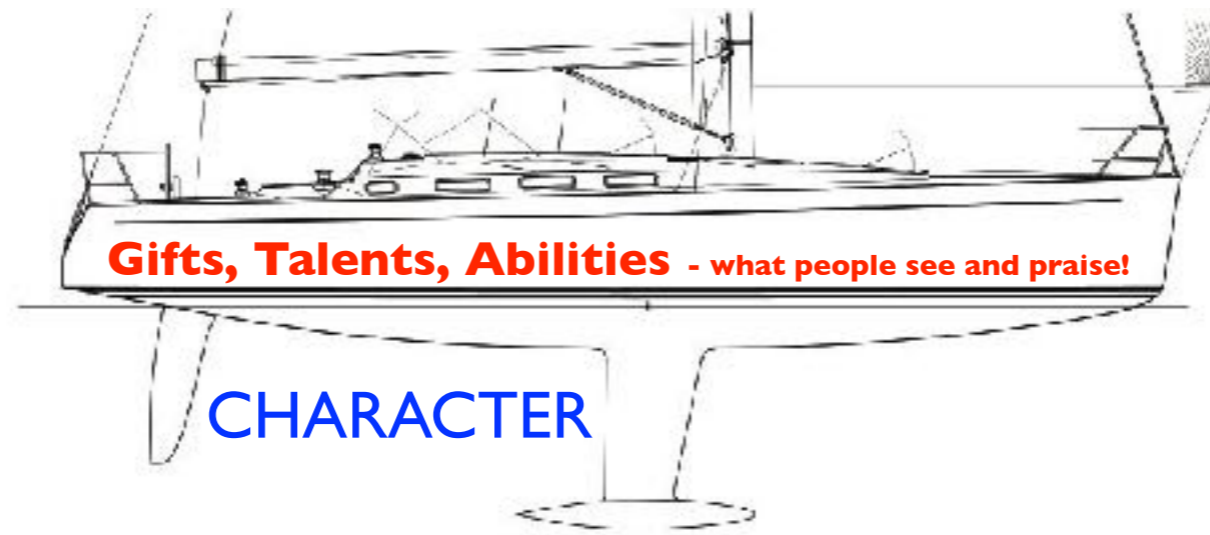 Gifts, Talents, Abilities - what people see and praise!
CHARACTER